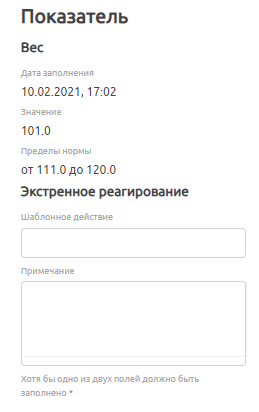 Показатель
Вес
Дата заполнения
10.02.2021, 17:02
Значение
101.0
Пределы нормы
от 111.0 до 120.0
Экстренное реагирование
Шаблонное действие
Примечание
Хотя бы одно из двух полей должно быть
заполнено *